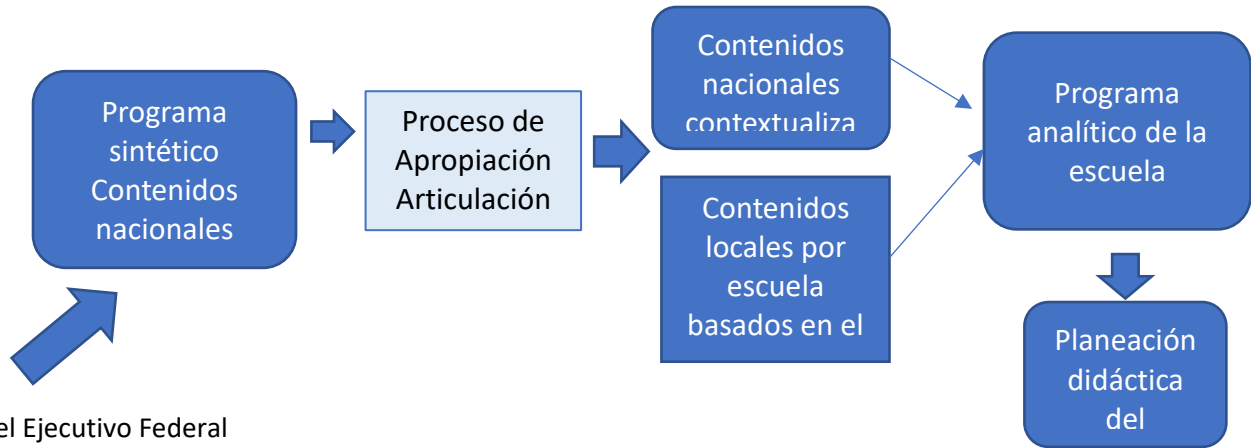 Programa
sintético
Contenidos
nacionales
Proceso de
Apropiación
Articulación
Contenidos
nacionales
contextualiza
Contenidos
locales por
escuela
basados en el
Programa
analítico de la
escuela
Planeación
didáctica
del
el Ejecutivo Federal